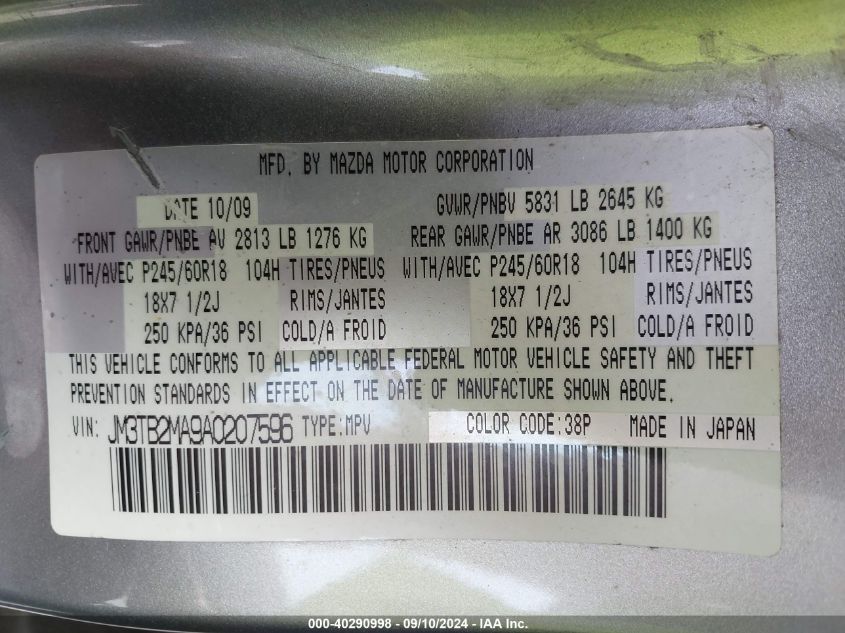 MFD. BY MAZDA MOTOR CORPORATION
DATE 10/09 GVWR/PNBV 5831 LB 2645 KG
FRONT GAWR/PNBE AV 2813 LB 1276 KG REAR GAWR/PNBE AR 3086 LB 1400 KG
WITH/AVEC P245/60R18 104H TIRES/PNEUS WITH/AVEC P245/60R18 104H TIRES/PNEUS
18X7 1/2J RIMS/JANTES 18X7 1/2J RIMS/JANTES
250 KPA/36 PSI COLD/A FROID 250 KPA/36 PSI COLD/A FROID
THIS VEHICLE CONFORMS TO ALL APPLICABLE FEDERAL MOTOR VEHICLE SAFETY AND THEFT
PREVENTION STANDARDS IN EFFECT ON THE DATE OF MANUFACTURE SHOWN ABOVE.
VIN: JM3TB2MA9A0207596 TYPE:MPV COLOR CODE:38P MADE IN JAPAN
000-40290998 - 09/10/2024 - IAA Inc.